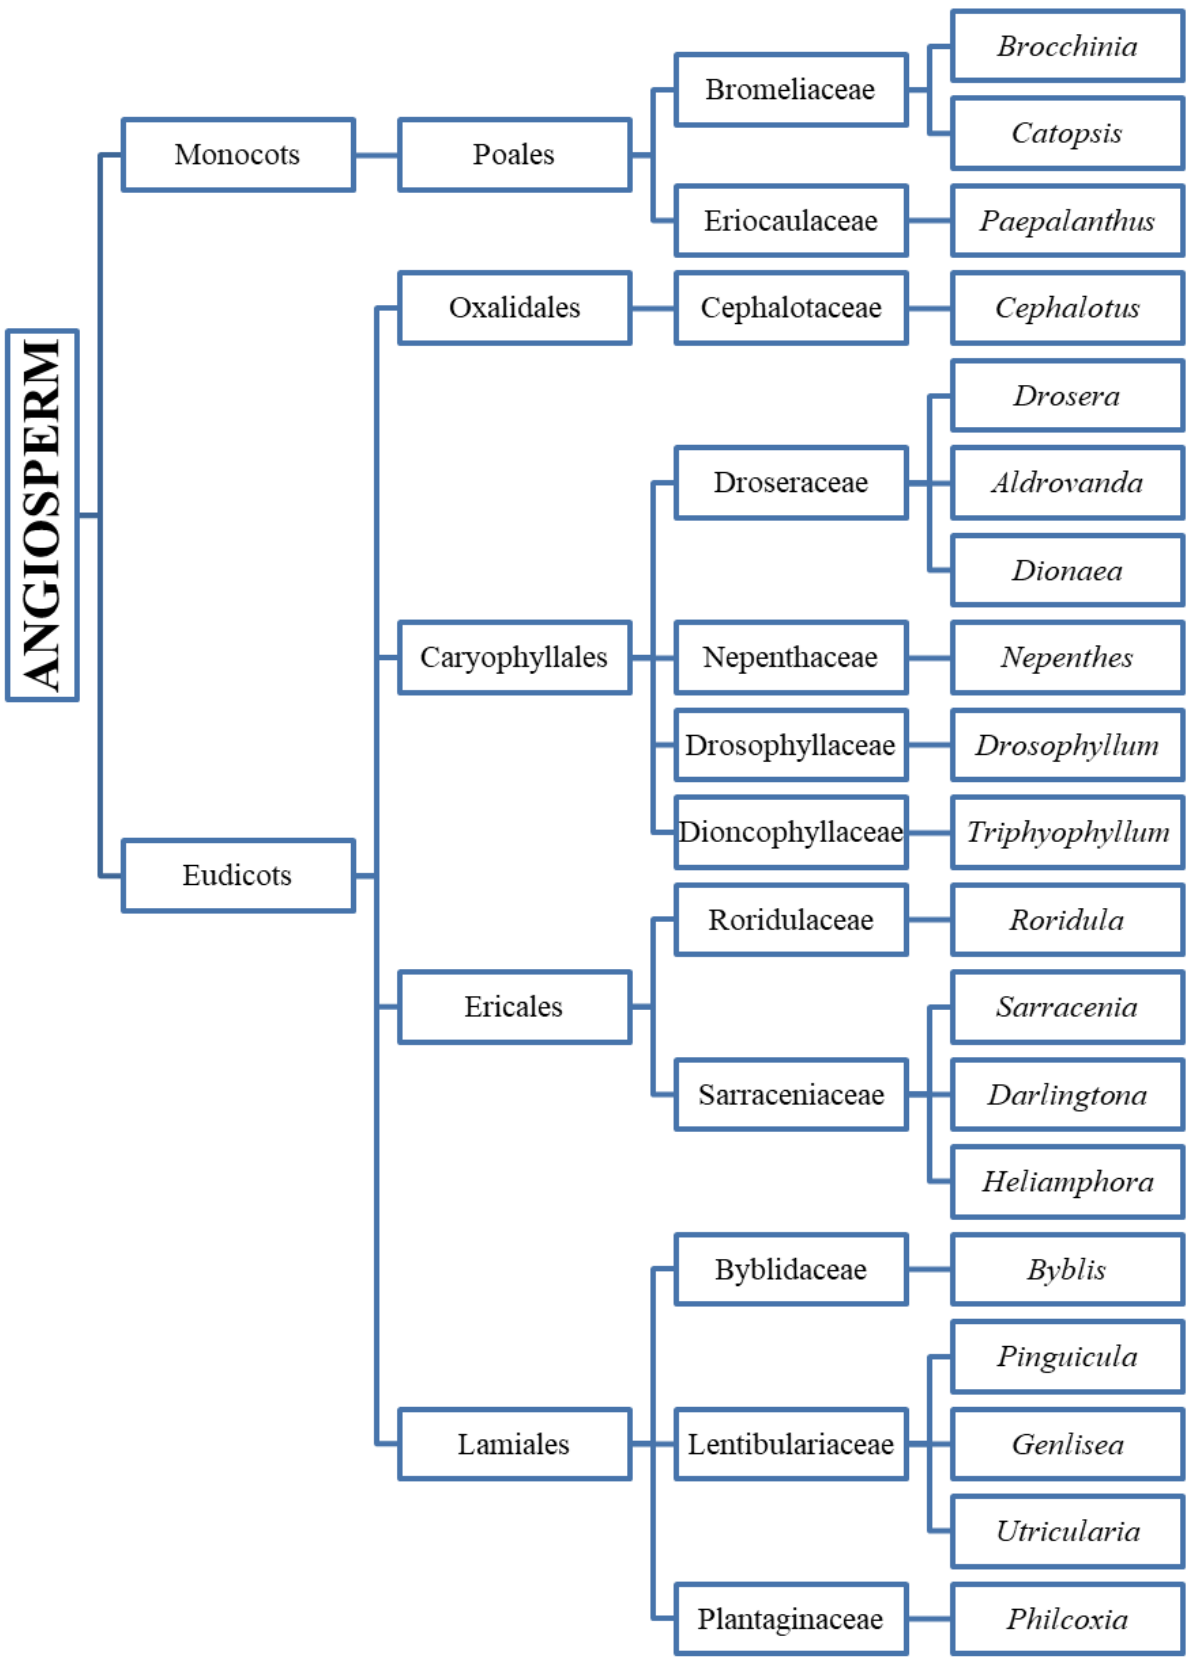 ANGIOSPERM
Monocots
Poales
Bromeliaceae
Brocchinia
Catopsis
Eriocaulaceae
Paepalanthus
Eudicots
Oxalidales
Cephalotaceae
Cephalotus
Caryophyllales
Droseraceae
Drosera
Aldrovanda
Dionaea
Nepenthaceae
Nepenthes
Drosophyllaceae
Drosophyllum
Dioncophyllaceae
Triphyophyllum
Ericales
Roridulaceae
Roridula
Sarraceniaceae
Sarracenia
Darlingtona
Heliamphora
Lamiales
Byblidaceae
Byblis
Lentibulariaceae
Pinguicula
Genlisea
Utricularia
Plantaginaceae
Philcoxia